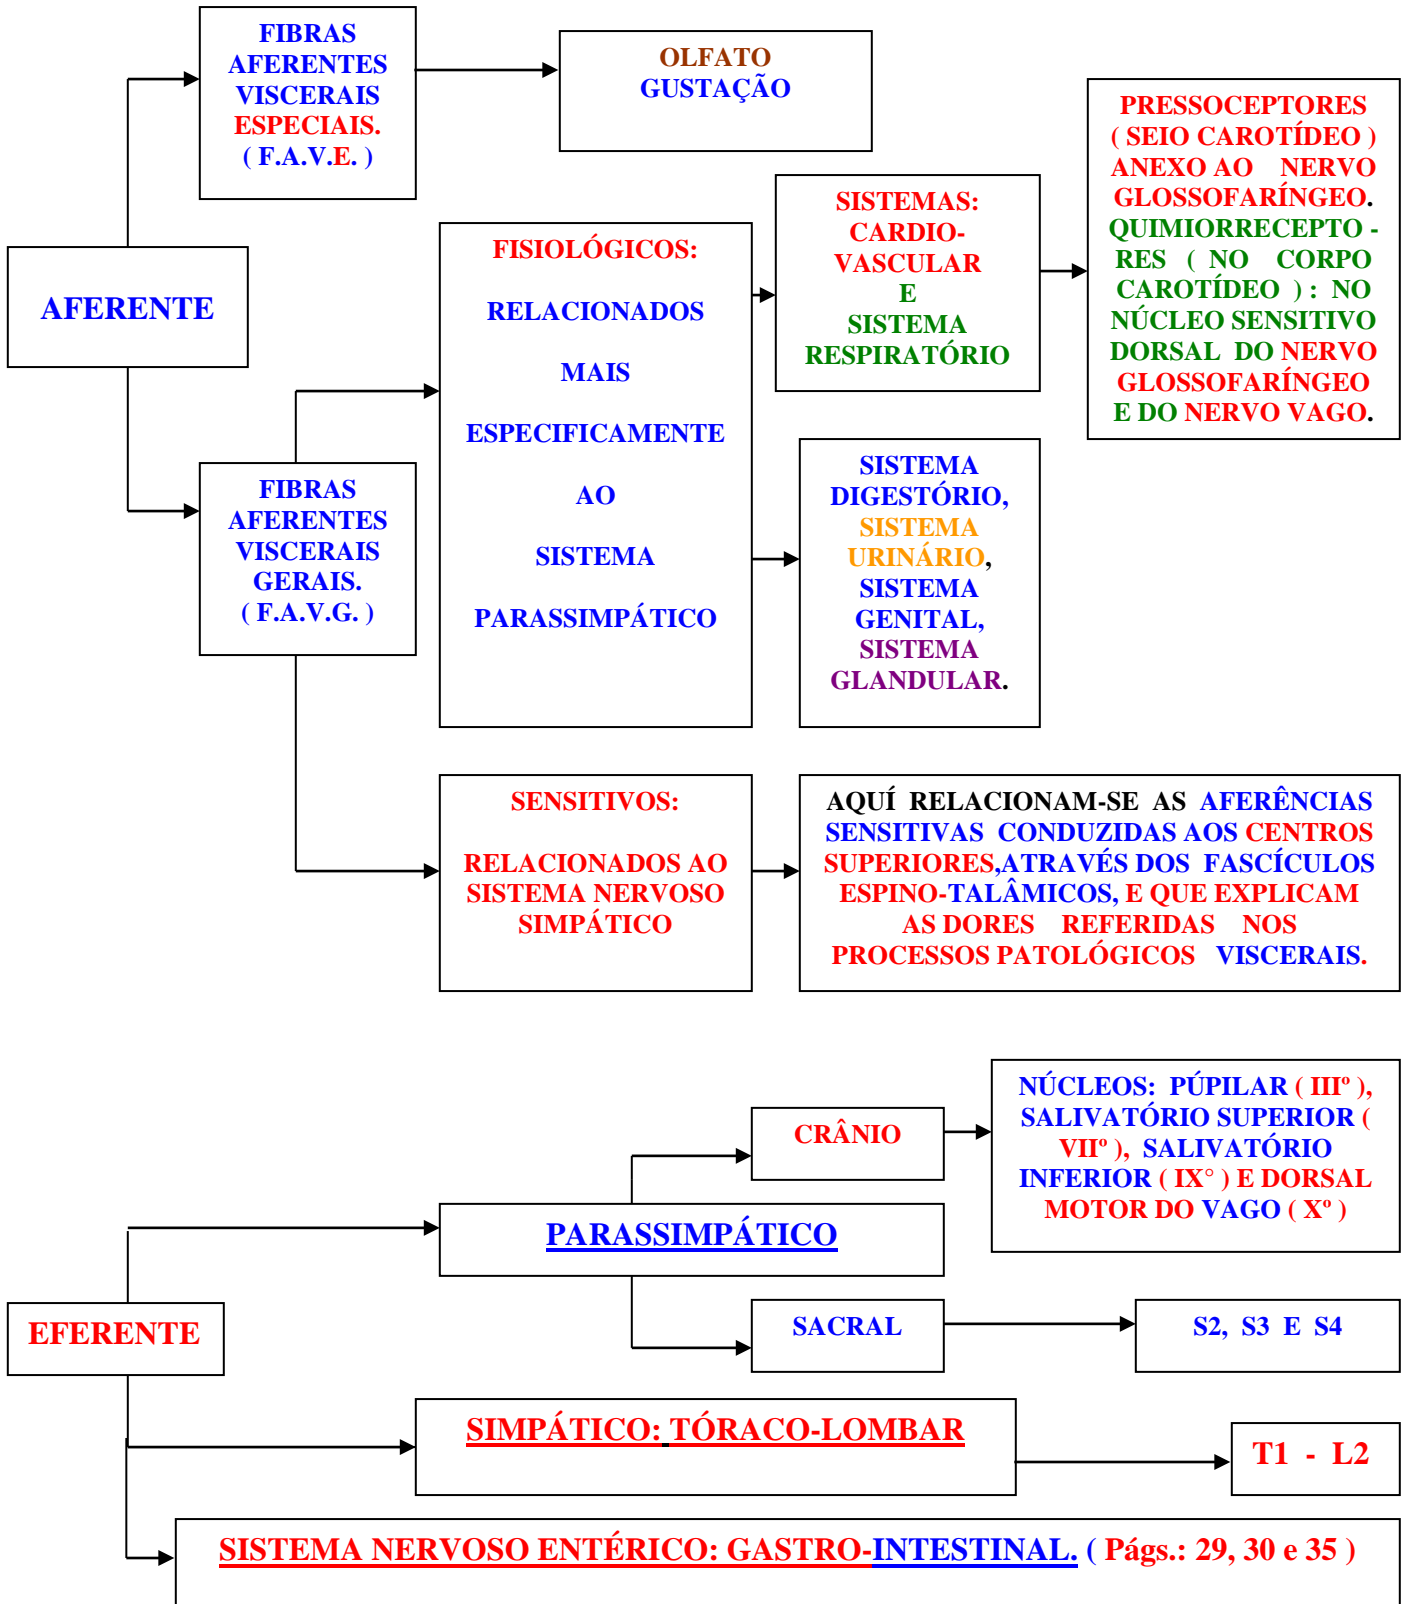 FIBRAS
AFERENTES
VISCERAIS
ESPECIAIS.
( F.A.V.E. )
OLFATO
GUSTAÇÃO
PRESSOCEPTORES
( SEIO CAROTÍDEO )
ANEXO AO NERVO
GLOSSOFARÍNGEO.
QUIMIORRECEPTO -
RES ( NO CORPO
CAROTÍDEO ) : NO
NÚCLEO SENSITIVO
DORSAL DO NERVO
GLOSSOFARÍNGEO
E DO NERVO VAGO.
SISTEMAS:
CARDIO-
VASCULAR
E
SISTEMA
RESPIRATÓRIO
AFERENTE
FISIOLÓGICOS:
RELACIONADOS
MAIS
ESPECIFICAMENTE
AO
SISTEMA
PARASSIMPÁTICO
FIBRAS
AFERENTES
VISCERAIS
GERAIS.
( F.A.V.G. )
SISTEMA
DIGESTÓRIO,
SISTEMA
URINÁRIO,
SISTEMA
GENITAL,
SISTEMA
GLANDULAR.
SENSITIVOS:
RELACIONADOS AO
SISTEMA NERVOSO
SIMPÁTICO
AQUÍ RELACIONAM-SE AS AFERÊNCIAS
SENSITIVAS CONDUZIDAS AOS CENTROS
SUPERIORES,ATRAVÉS DOS FASCÍCULOS
ESPINO-TALÂMICOS, E QUE EXPLICAM
AS DORES REFERIDAS NOS
PROCESSOS PATOLÓGICOS VISCERAIS.
NÚCLEOS: PÚPILAR ( IIIº ),
SALIVATÓRIO SUPERIOR (
VIIº ), SALIVATÓRIO
INFERIOR ( IX° ) E DORSAL
MOTOR DO VAGO ( Xº )
CRÂNIO
PARASSIMPÁTICO
EFERENTE
SACRAL
S2, S3 E S4
SIMPÁTICO: TÓRACO-LOMBAR
T1 - L2
SISTEMA NERVOSO ENTÉRICO: GASTRO-INTESTINAL. ( Págs.: 29, 30 e 35 )